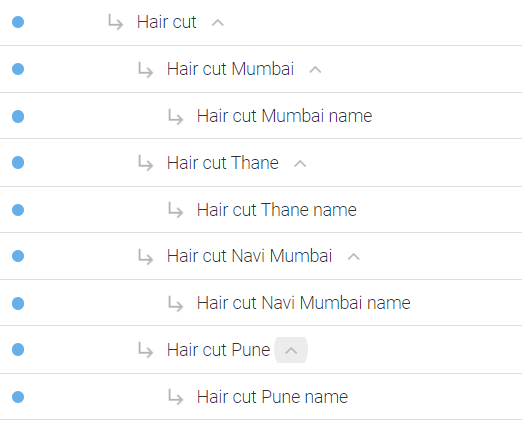 Hair cut
Hair cut Mumbai
Hair cut Mumbai name
Hair cut Thane
Hair cut Thane name
Hair cut Navi Mumbai
Hair cut Navi Mumbai name
Hair cut Pune
Hair cut Pune name